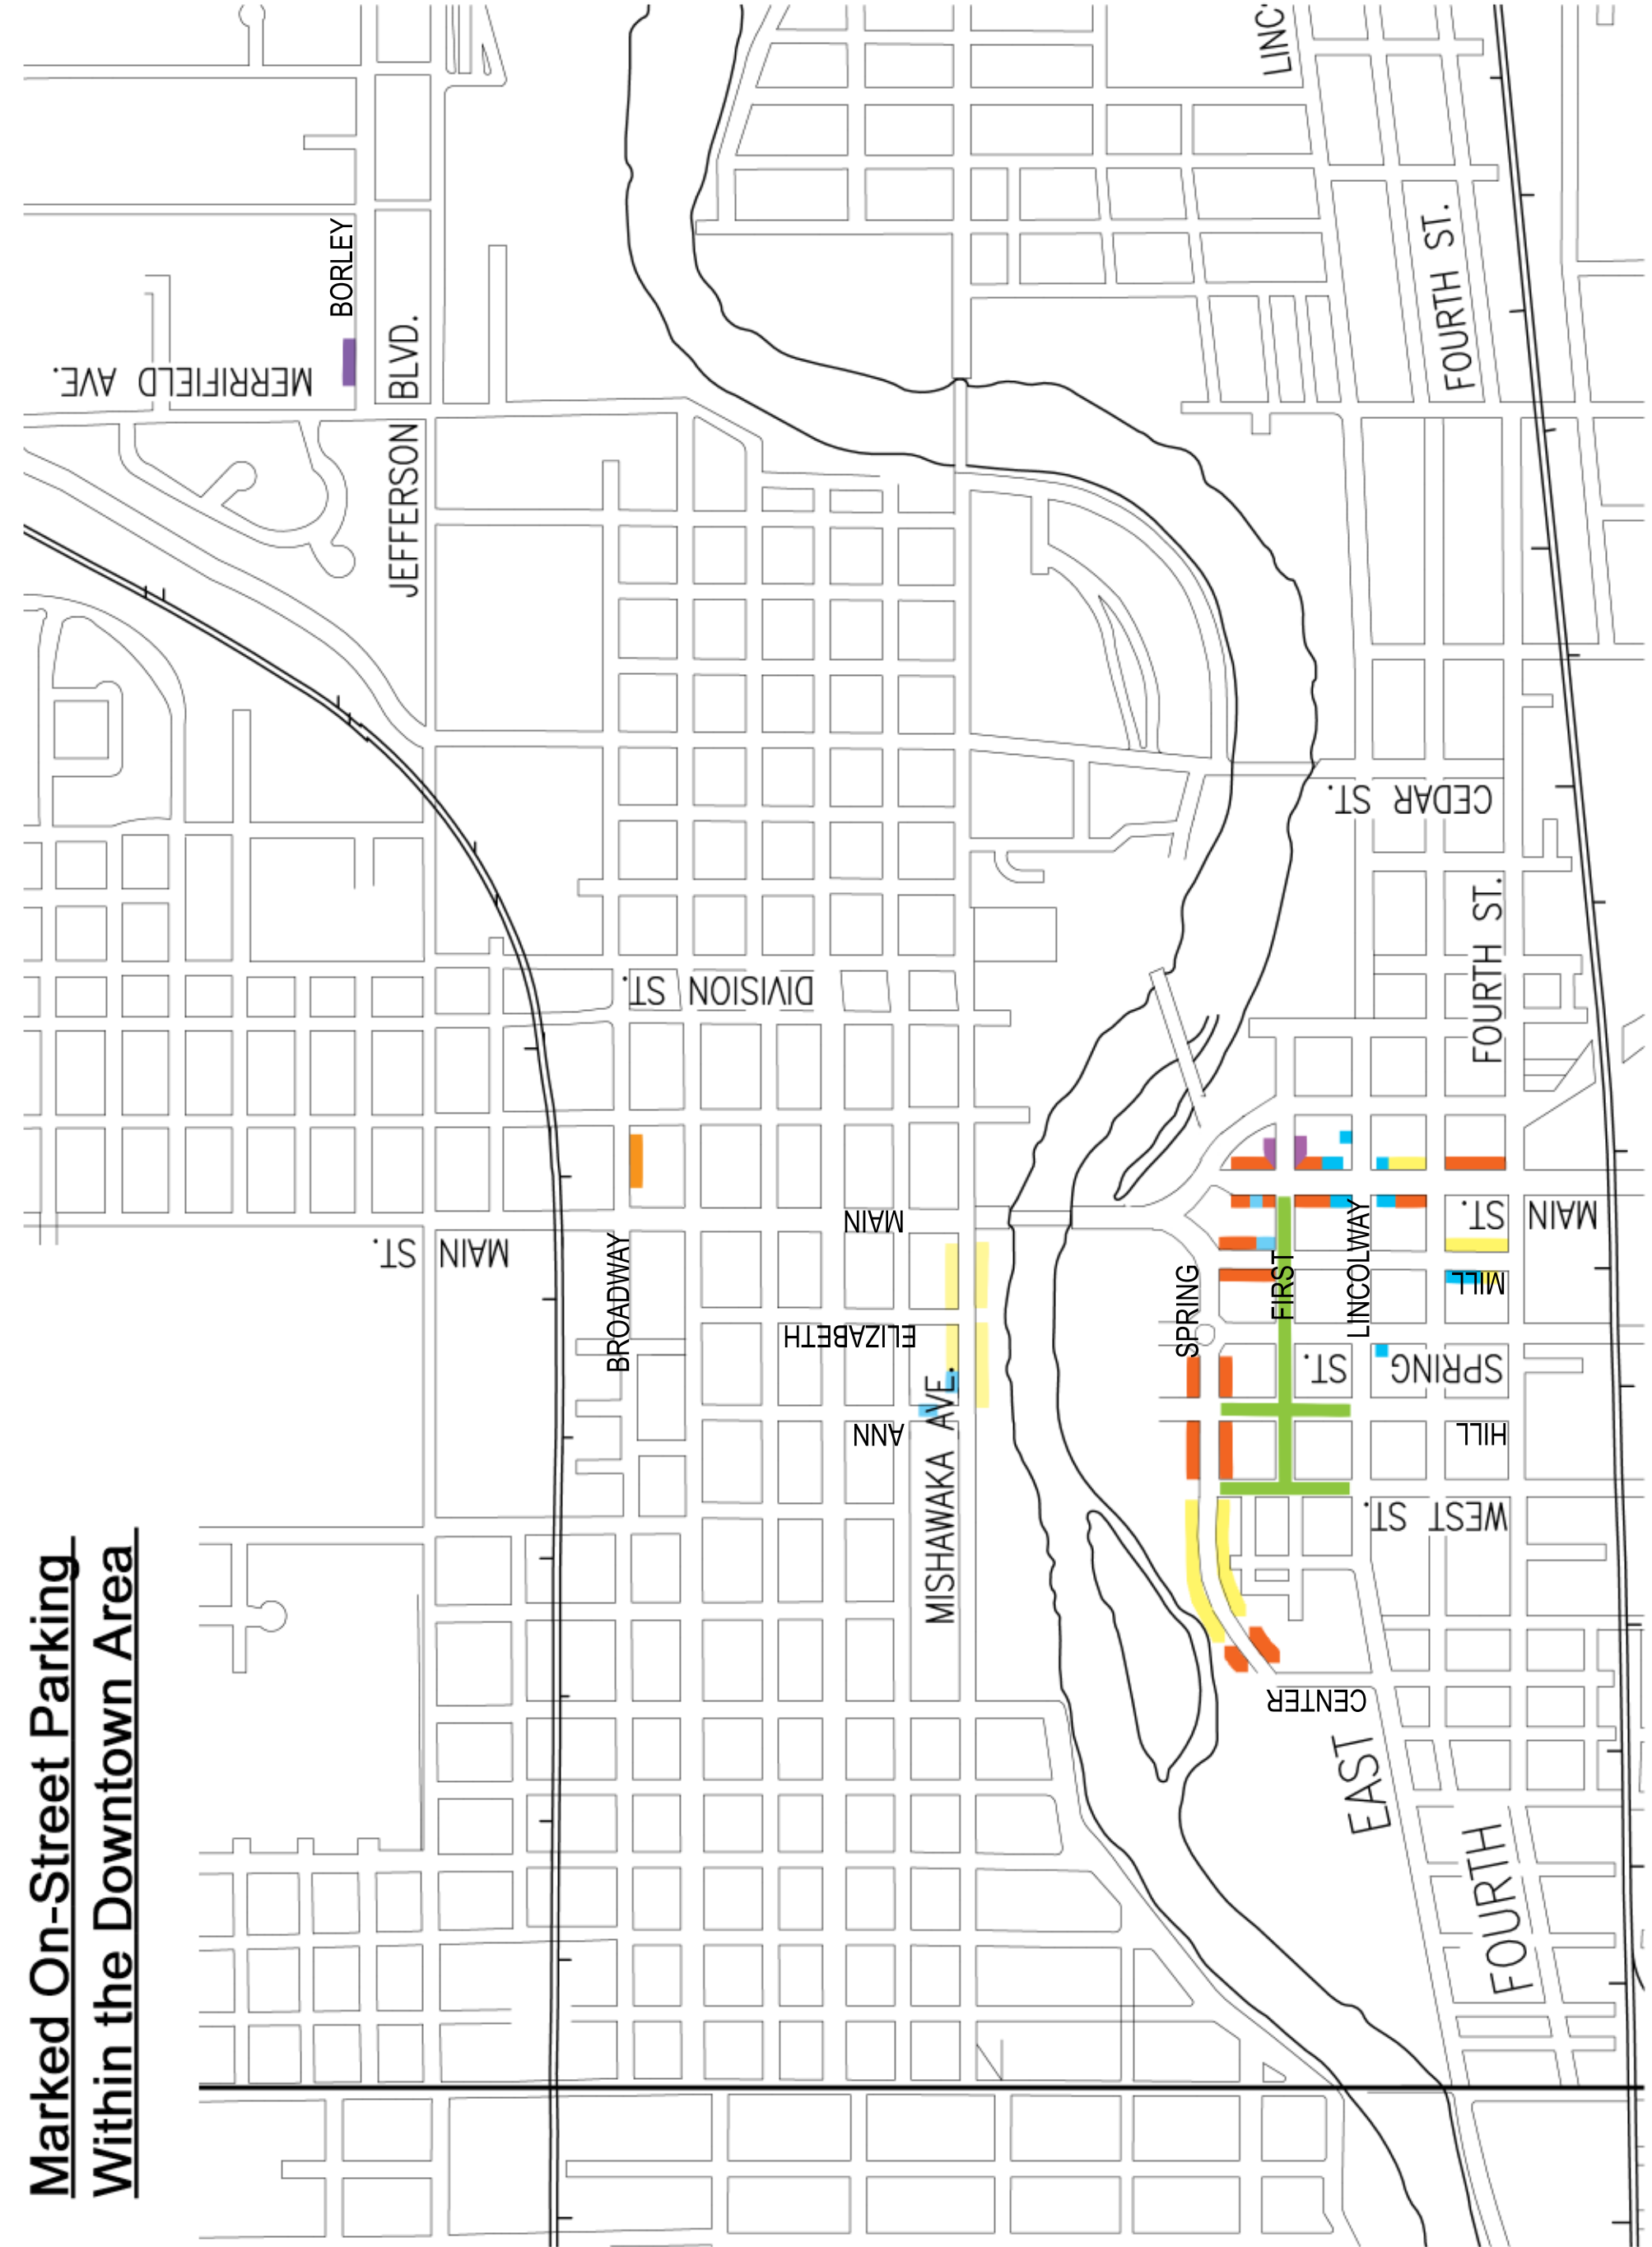 Marked On-Street Parking
Within the Downtown Area
MERRIFIELD AVE.
BORLEY
JEFFERSON BLVD.
LINC
FOURTH ST.
CEDAR ST.
DIVISION ST.
FOURTH ST.
MAIN ST.
BROADWAY
MAIN
ELIZABETH
ANN
MISHAWAKA AVE.
MAIN ST.
MILL
LINCOLWAY
FIRST
SPRING
SPRING ST.
HILL
WEST ST.
CENTER
EAST
FOURTH